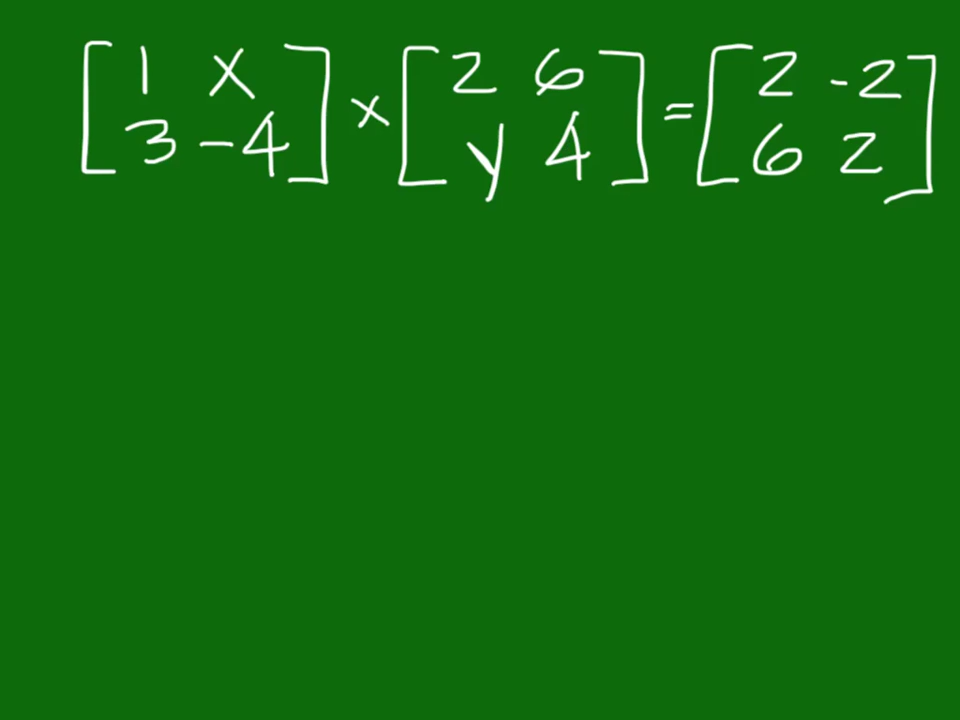 [1 x × [2 6 = [2 -2
3 -4] y 4] 6 2]